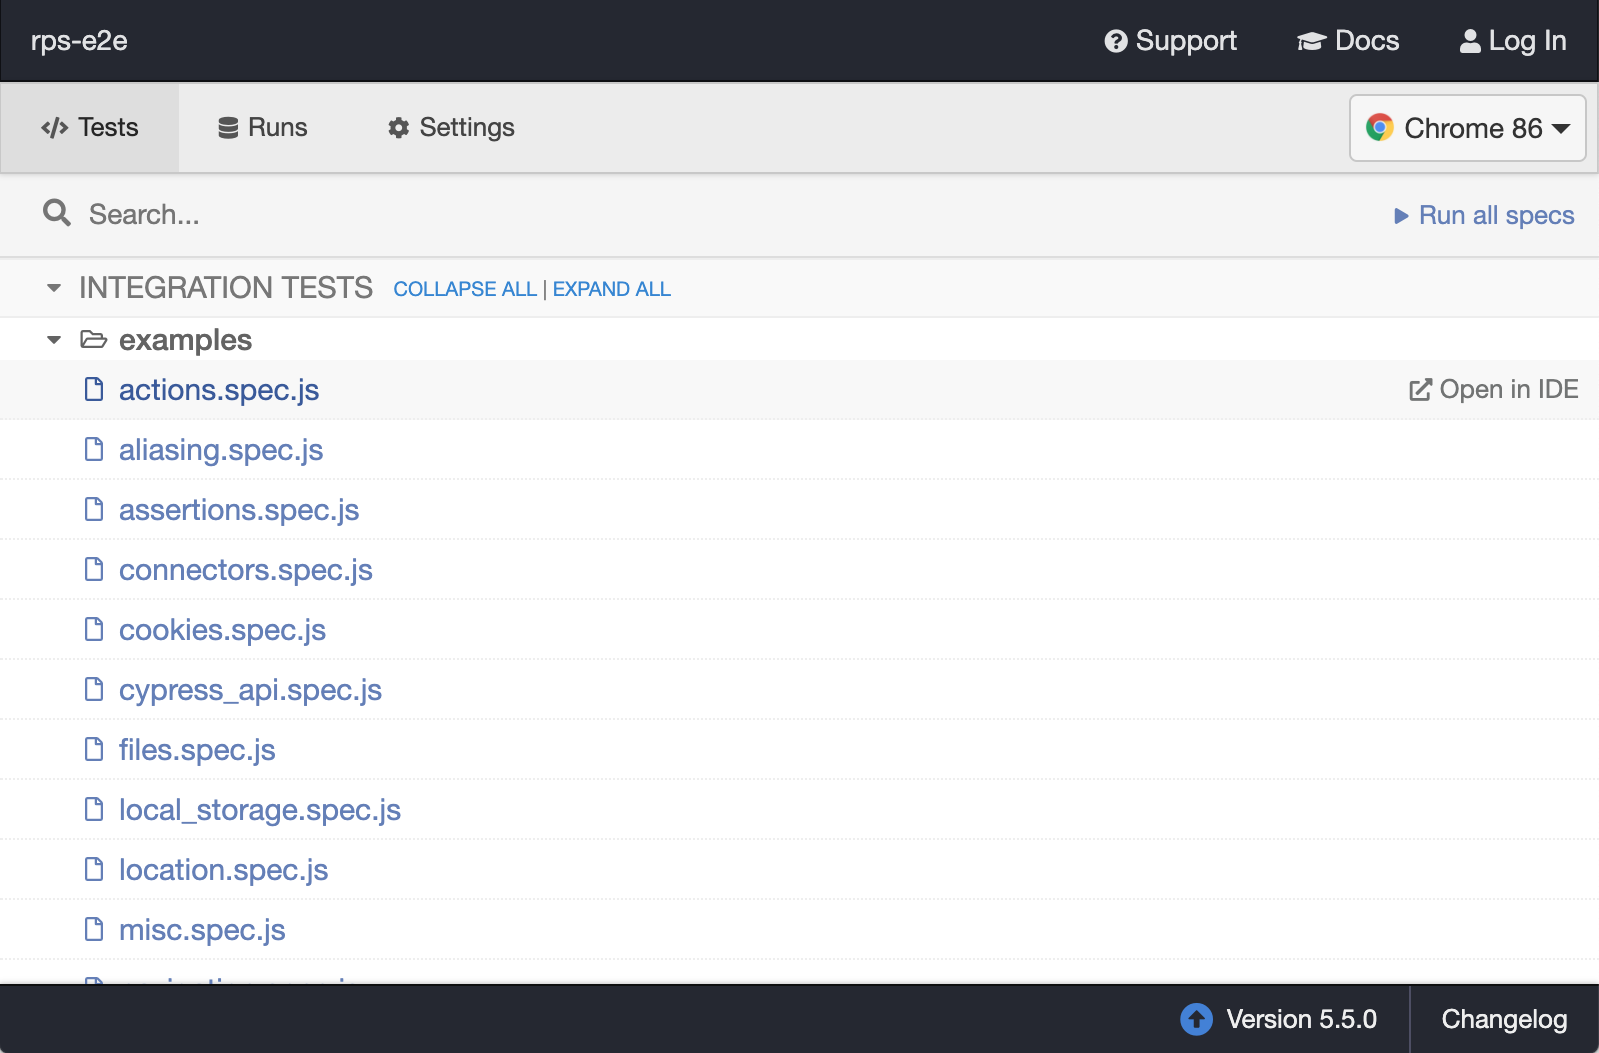 rps-e2e Support Docs Log In
Tests Runs Settings Chrome 86
Search... Run all specs
INTEGRATION TESTS COLLAPSE ALL | EXPAND ALL
examples
actions.spec.js Open in IDE
aliasing.spec.js
assertions.spec.js
connectors.spec.js
cookies.spec.js
cypress_api.spec.js
files.spec.js
local_storage.spec.js
location.spec.js
misc.spec.js
Version 5.5.0 Changelog